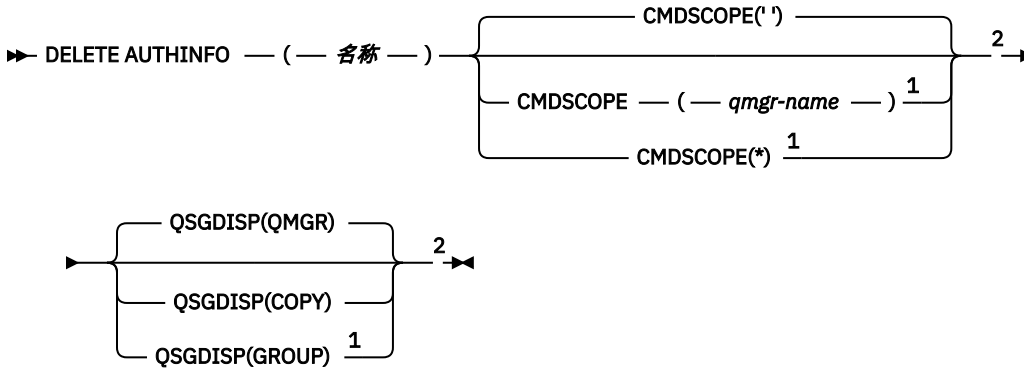 CMDSCOPE(' ')
DELETE AUTHINFO ( 名称 ) 2
CMDSCOPE ( qmgr-name ) 1
CMDSCOPE(*) 1
QSGDISP(QMGR)
2
QSGDISP(COPY)
QSGDISP(GROUP) 1